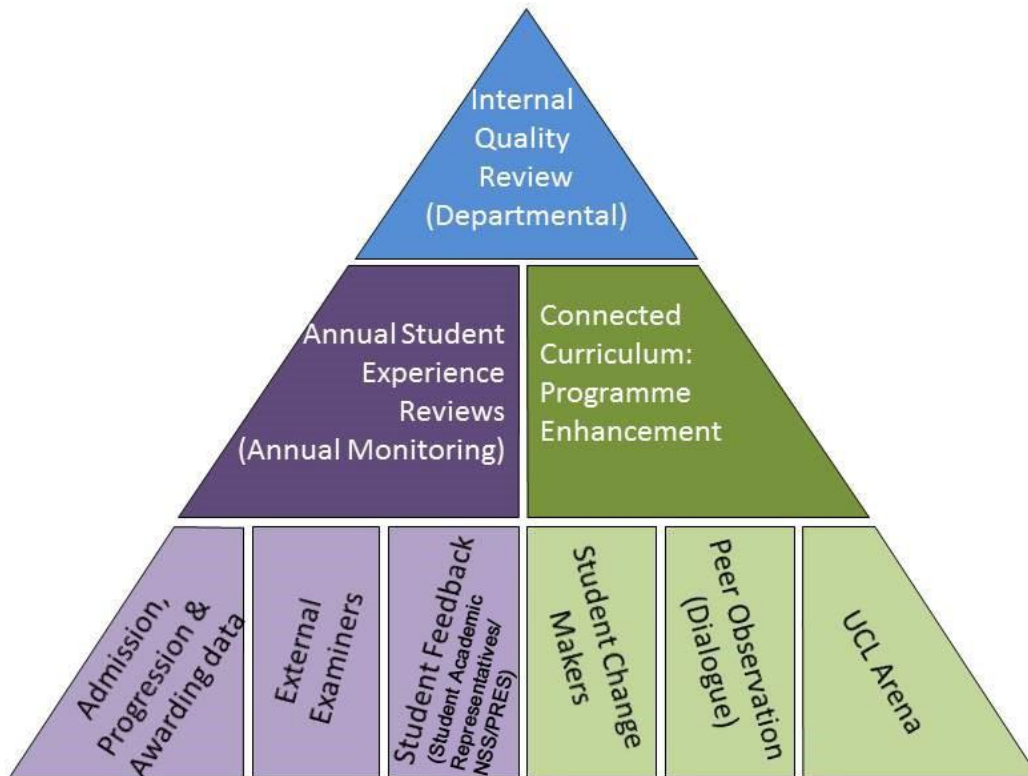 Internal
Quality
Review
(Departmental)
Annual Student
Experience
Reviews
(Annual Monitoring)
Connected
Curriculum:
Programme
Enhancement
Admission,
Progression &
Awarding data
External
Examiners
Student Feedback
(Student Academic
Representatives/
NSS/PRES)
Student Change
Makers
Peer Observation
(Dialogue)
UCL Arena